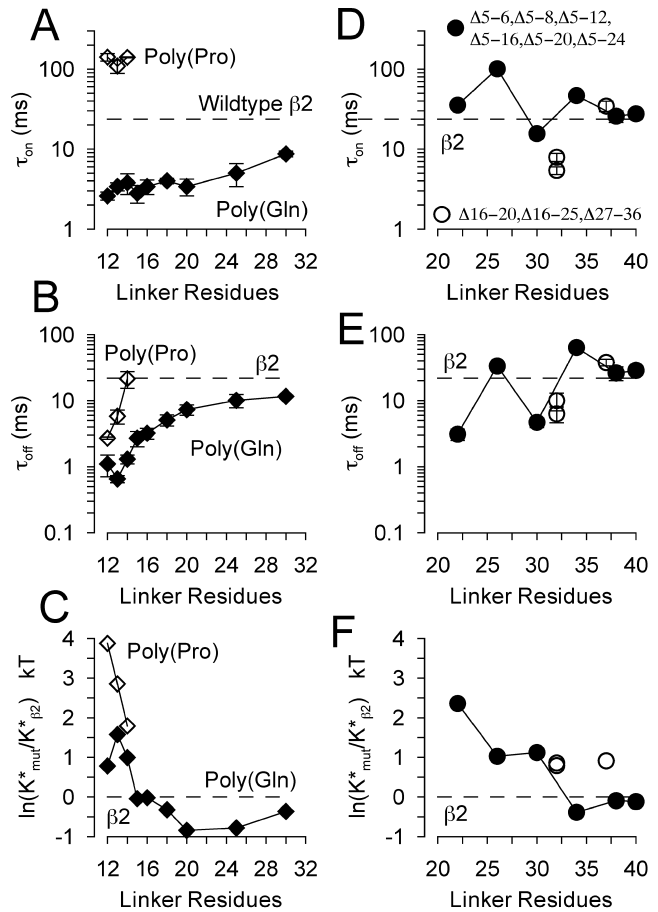 A
τon (ms)
1000
100
10
1
Poly(Pro)
Wildtype β2
Poly(Gln)
12 16 20 24 28 32
Linker Residues
D
τon (ms)
1000
100
10
1
Δ5−6,Δ5−8,Δ5−12,
Δ5−16,Δ5−20,Δ5−24
β2
Δ16−20,Δ16−25,Δ27−36
20 25 30 35 40
Linker Residues
B
τoff (ms)
100
10
1
0.1
Poly(Pro)
β2
Poly(Gln)
12 16 20 24 28 32
Linker Residues
E
τoff (ms)
100
10
1
0.1
β2
20 25 30 35 40
Linker Residues
C
ln(K*mut/K*β2) kT
4
3
2
1
0
-1
Poly(Pro)
Poly(Gln)
β2
12 16 20 24 28 32
Linker Residues
F
ln(K*mut/K*β2) kT
4
3
2
1
0
-1
β2
20 25 30 35 40
Linker Residues